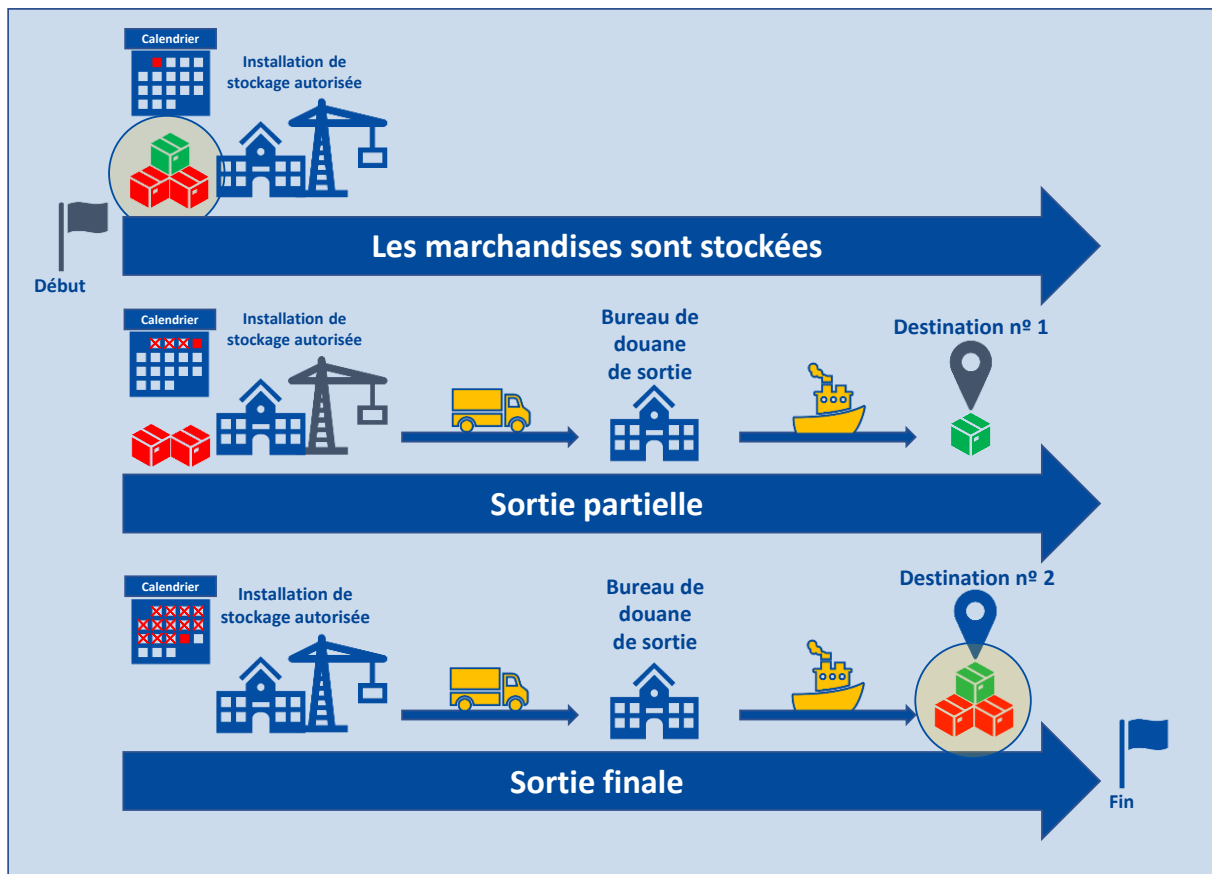 Calendrier
Installation de
stockage autorisée
Les marchandises sont stockées
Début
Calendrier
Installation de
stockage autorisée
Bureau de
douane
de sortie
Destination nº 1
Sortie partielle
Calendrier
Installation de
stockage autorisée
Bureau de
douane
de sortie
Destination nº 2
Sortie finale
Fin